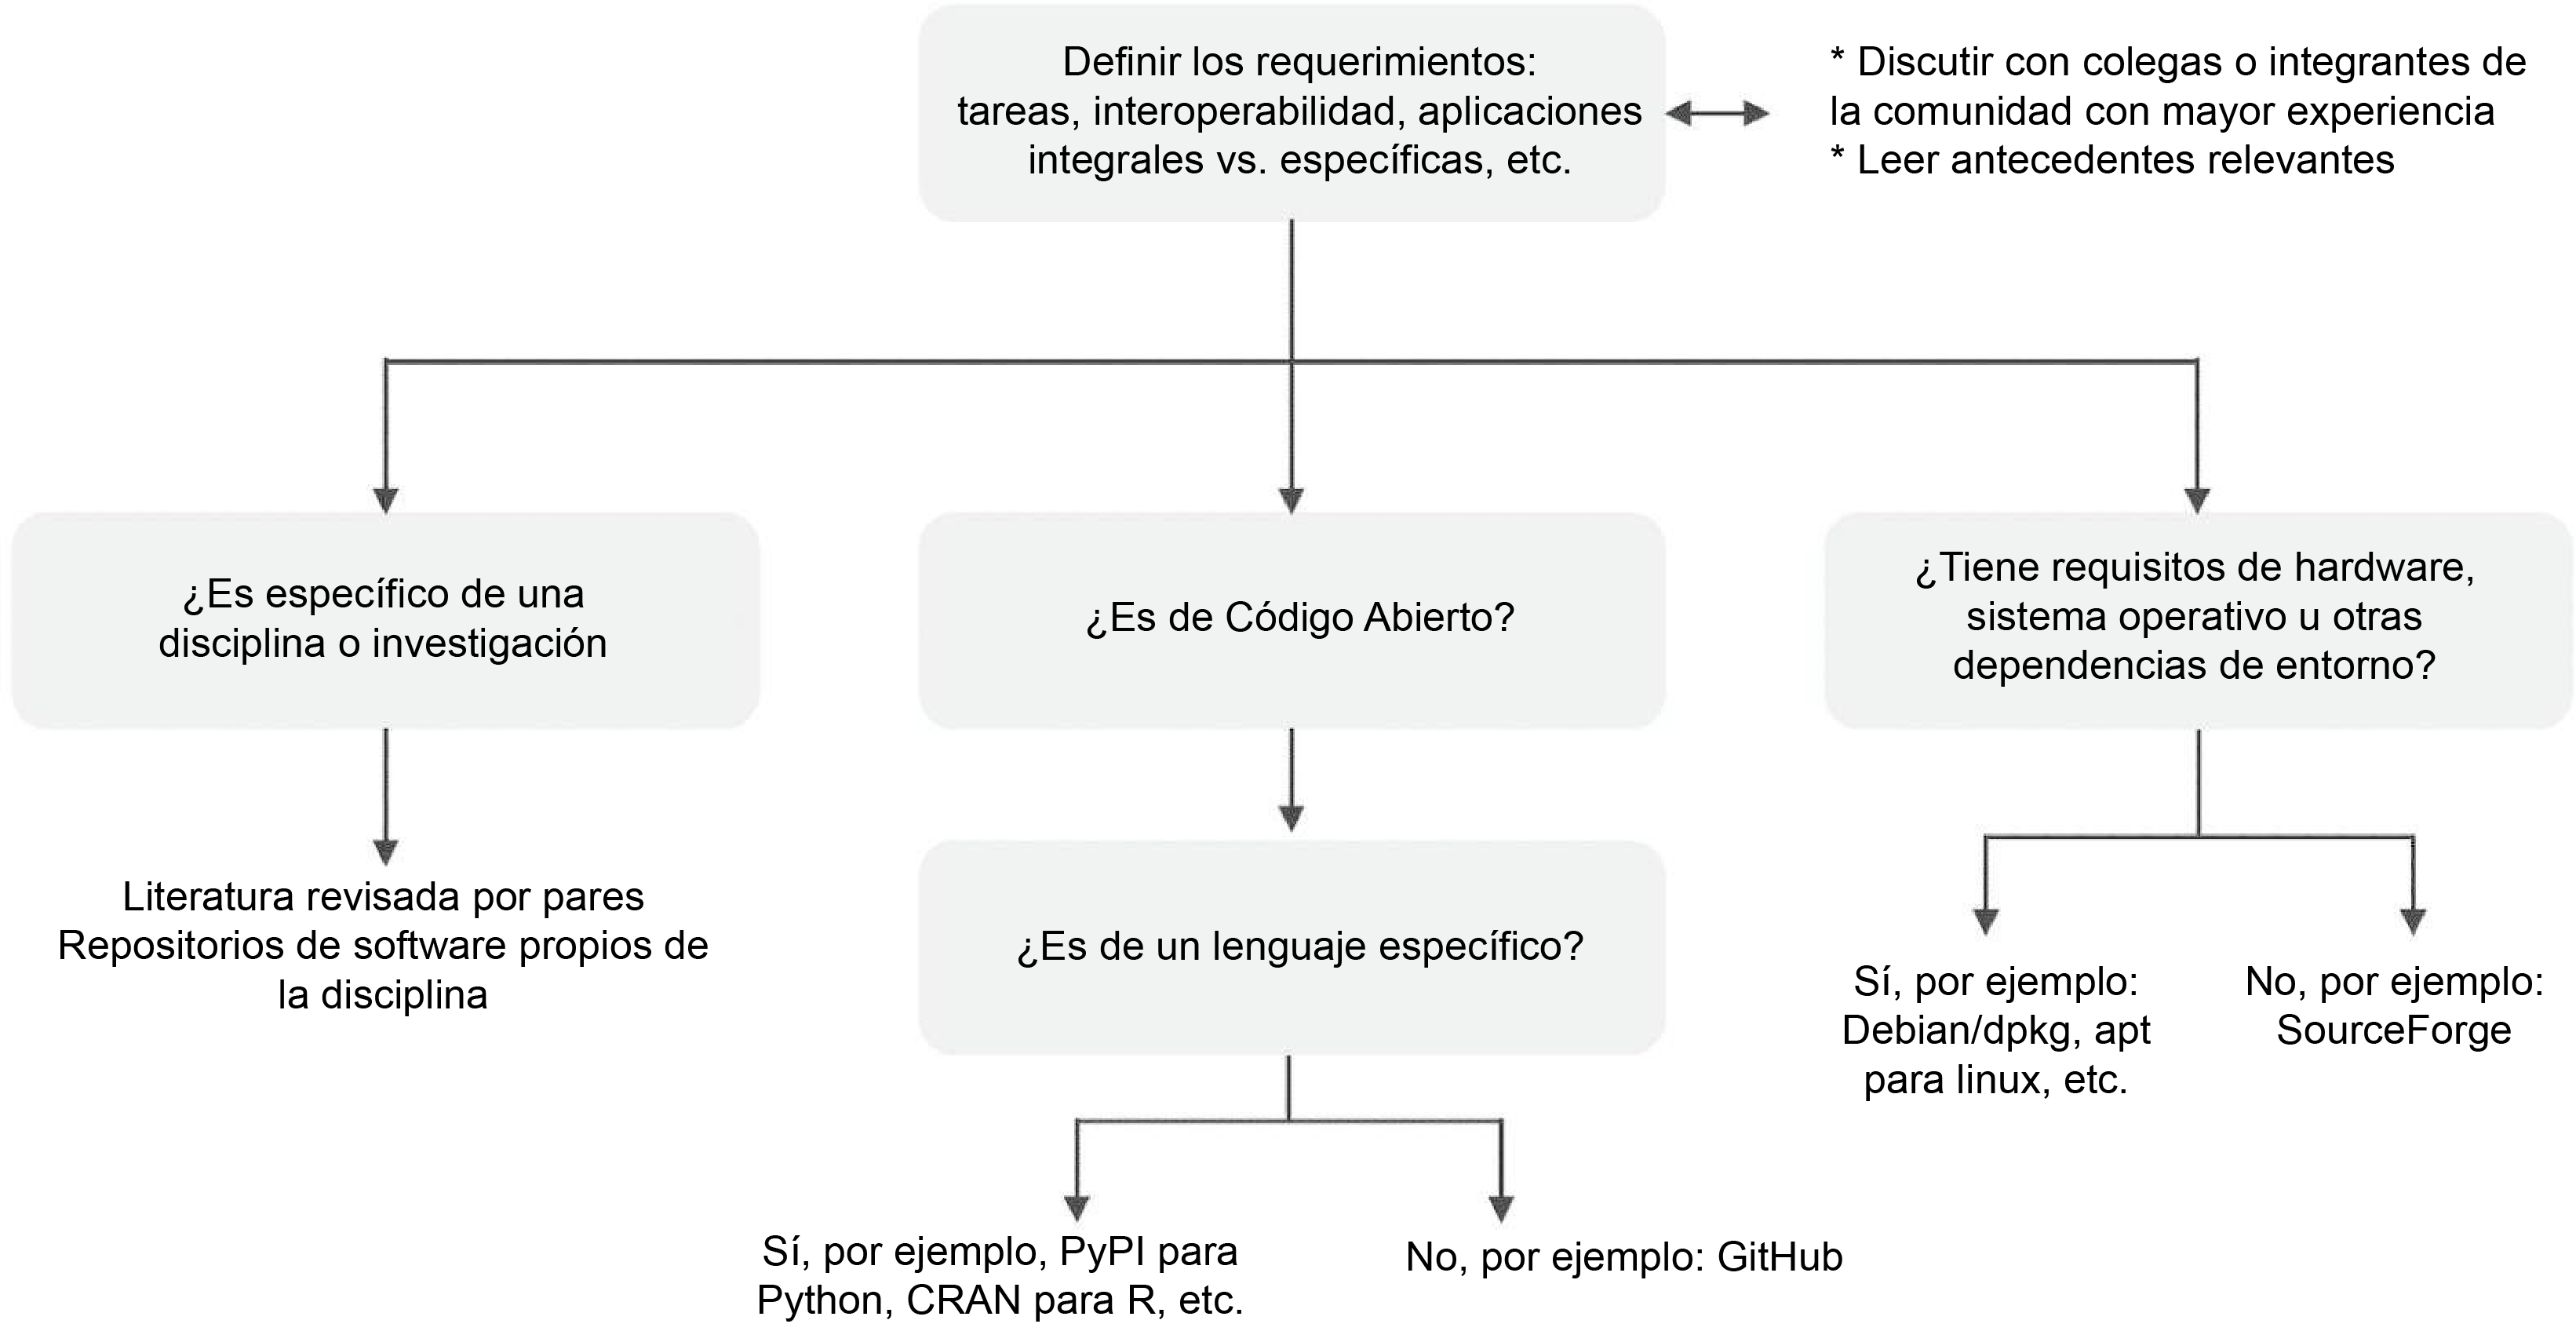 Definir los requerimientos:
tareas, interoperabilidad, aplicaciones
integrales vs. específicas, etc.
* Discutir con colegas o integrantes de
la comunidad con mayor experiencia
* Leer antecedentes relevantes
¿Es específico de una
disciplina o investigación
¿Es de Código Abierto?
¿Tiene requisitos de hardware,
sistema operativo u otras
dependencias de entorno?
Literatura revisada por pares
Repositorios de software propios de
la disciplina
¿Es de un lenguaje específico?
Sí, por ejemplo:
Debian/dpkg, apt
para linux, etc.
No, por ejemplo:
SourceForge
Sí, por ejemplo, PyPI para
Python, CRAN para R, etc.
No, por ejemplo: GitHub